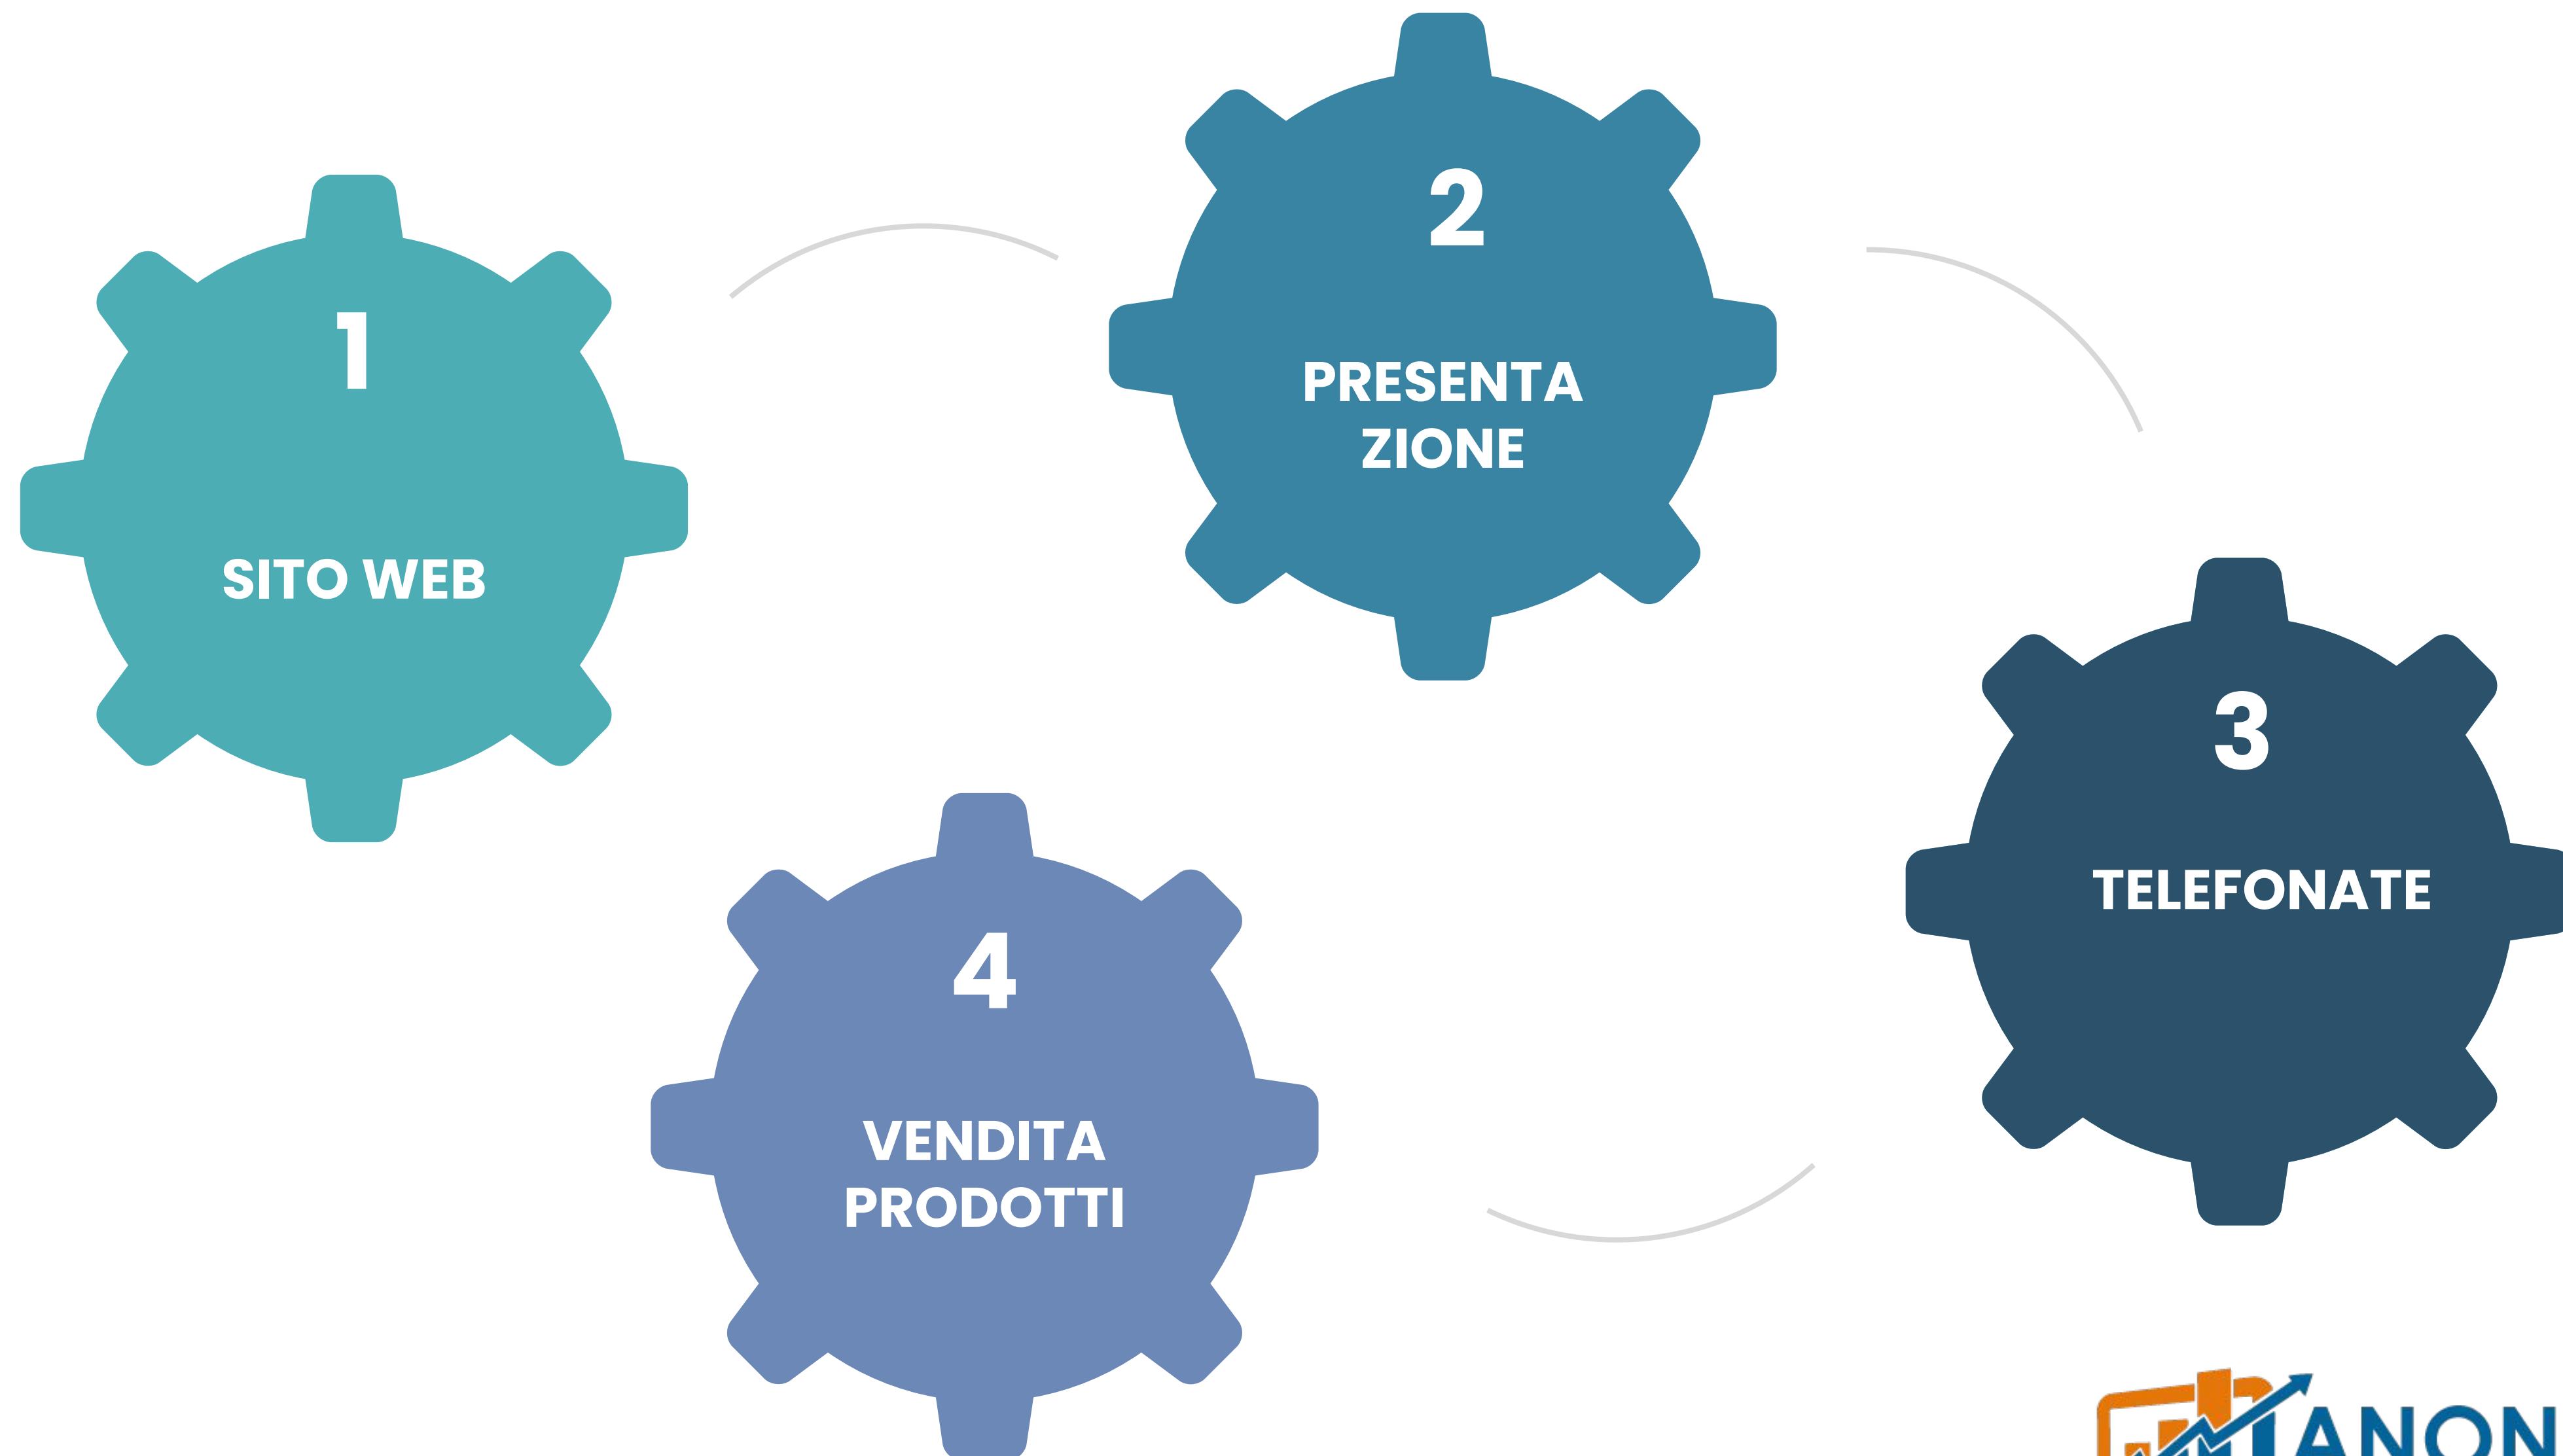 1
SITO WEB
2
PRESENTA
ZIONE
3
TELEFONATE
4
VENDITA
PRODOTTI
ANON